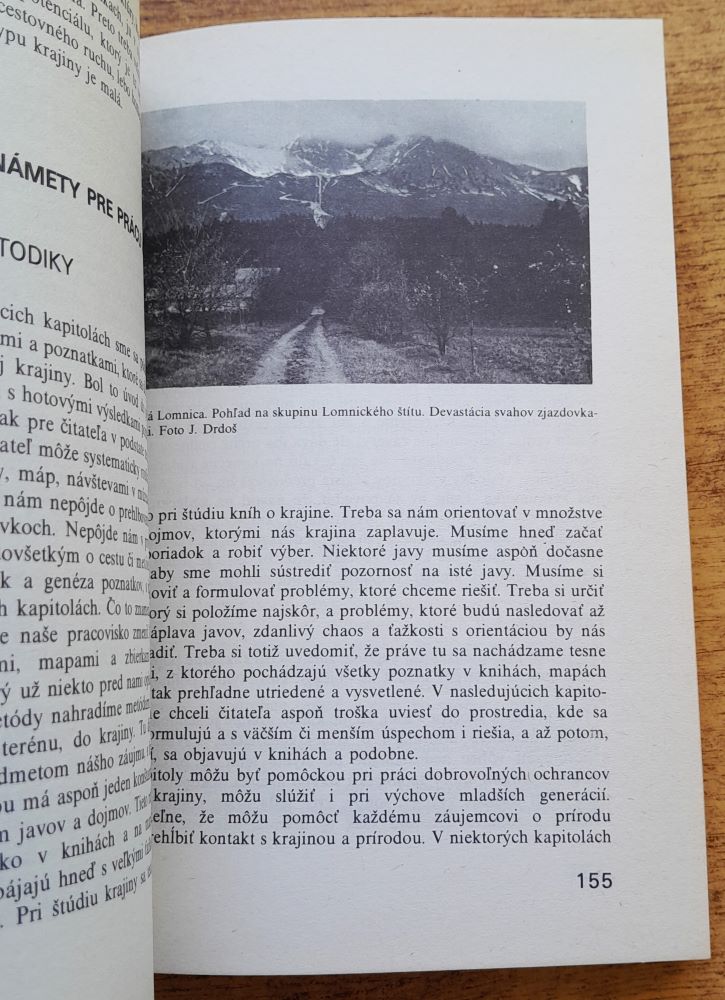 otenciálu, ktorý je
cestovného ruchu, lebo
ypu krajiny je malá.
NÁMETY PRE PRÁCU
TODIKY
cich kapitolách sme sa
mi a poznatkami, ktoré
j krajiny. Bol to úvod
s hotovými výsledkami
ak pre čitateľa v podstate
ateľ môže systematicky
y, máp, návštevami v
nám nepôjde o
vkoch. Nepôjde nám v
ovšetkým o cestu či
k a genéza poznatkov,
h kapitolách. Čo to
e naše pracovisko
mi, mapami a
ý už niekto pred nami
etódy nahradíme
terénu, do krajiny. Tu
dmetom nášho záujmu
ou má aspoň jeden
m javov a dojmov. Tieto
ko v knihách a na
pájajú hneď s veľkými
. Pri štúdiu krajiny sa
á Lomnica. Pohľad na skupinu Lomnického štítu. Devastácia svahov zjazdovka-
i. Foto J. Drdoš
o pri štúdiu kníh o krajine. Treba sa nám orientovať v množstve
ojmov, ktorými nás krajina zaplavuje. Musíme hneď začať
poriadok a robiť výber. Niektoré javy musíme aspoň dočasne
aby sme mohli sústrediť pozornosť na isté javy. Musíme si
oviť a formulovať problémy, ktoré chceme riešiť. Treba si určiť
orý si položíme najskôr, a problémy, ktoré budú nasledovať až
záplava javov, zdanlivý chaos a ťažkosti s orientáciou by nás
adiť. Treba si totiž uvedomiť, že práve tu sa nachádzame tesne
i, z ktorého pochádzajú všetky poznatky v knihách, mapách
tak prehľadne utriedené a vysvetlené. V nasledujúcich kapito-
e chceli čitateľa aspoň troška uviesť do prostredia, kde sa
ormulujú a s väčším či menším úspechom i riešia, a až potom,
, sa objavujú v knihách a podobne.
itoly môžu byť pomôckou pri práci dobrovoľných ochrancov
krajiny, môžu slúžiť i pri výchove mladších generácií.
eľne, že môžu pomôcť každému záujemcovi o prírodu
rehĺbiť kontakt s krajinou a prírodou. V niektorých kapitolách
155